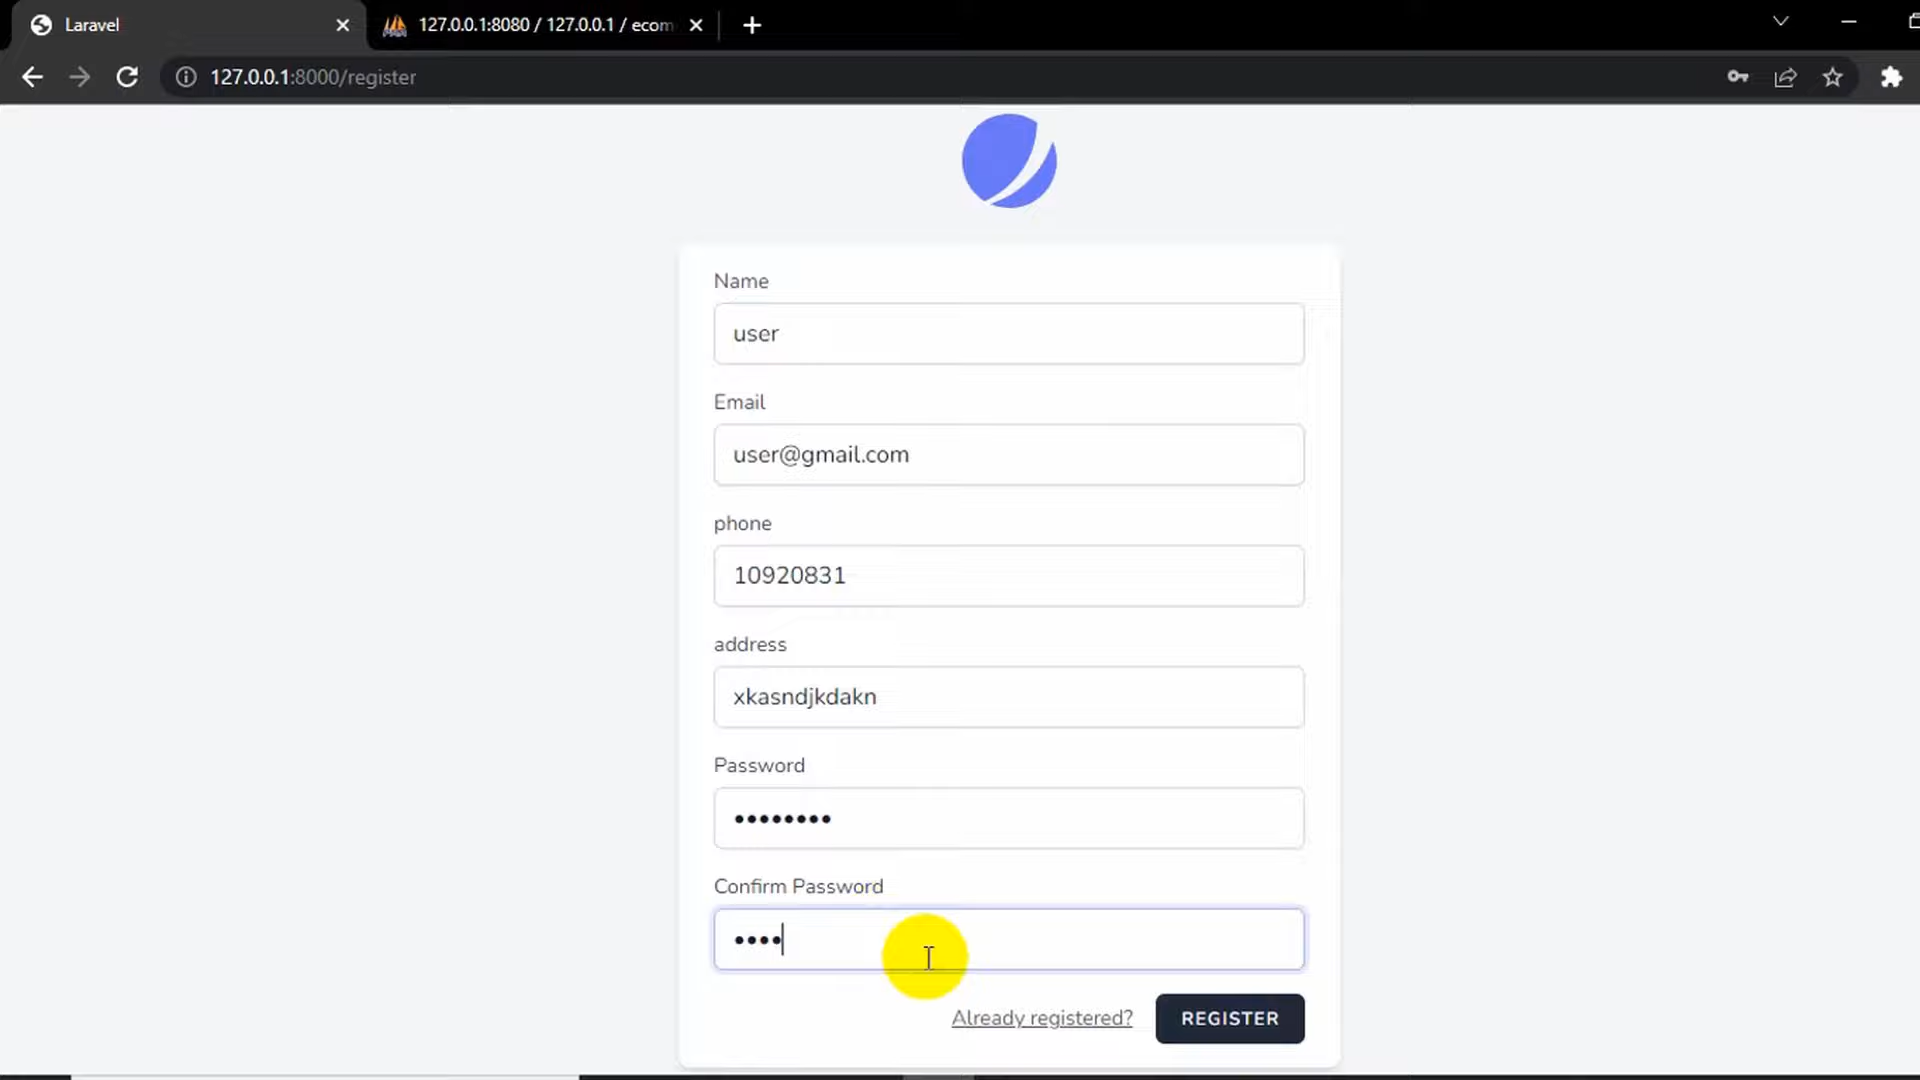 Laravel
127.0.0.1:8080 / 127.0.0.1 / ecom
127.0.0.1:8000/register
Name
user
Email
user@gmail.com
phone
10920831
address
xkasndjkdakn
Password
••••••••
Confirm Password
••••
Already registered?
REGISTER